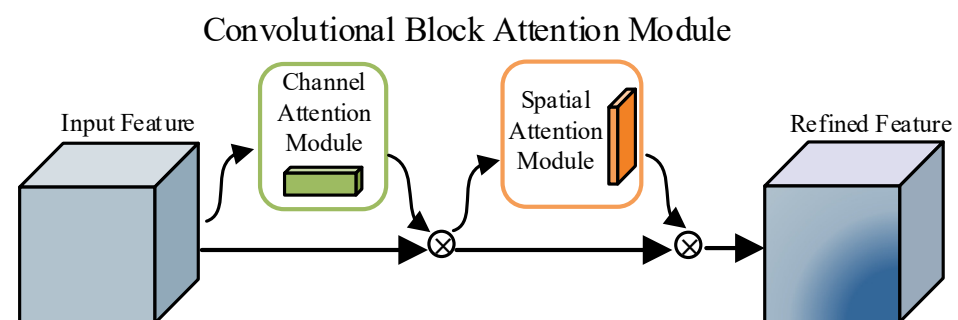 Convolutional Block Attention Module
Channel
Attention
Module
Spatial
Attention
Module
Input Feature
Refined Feature